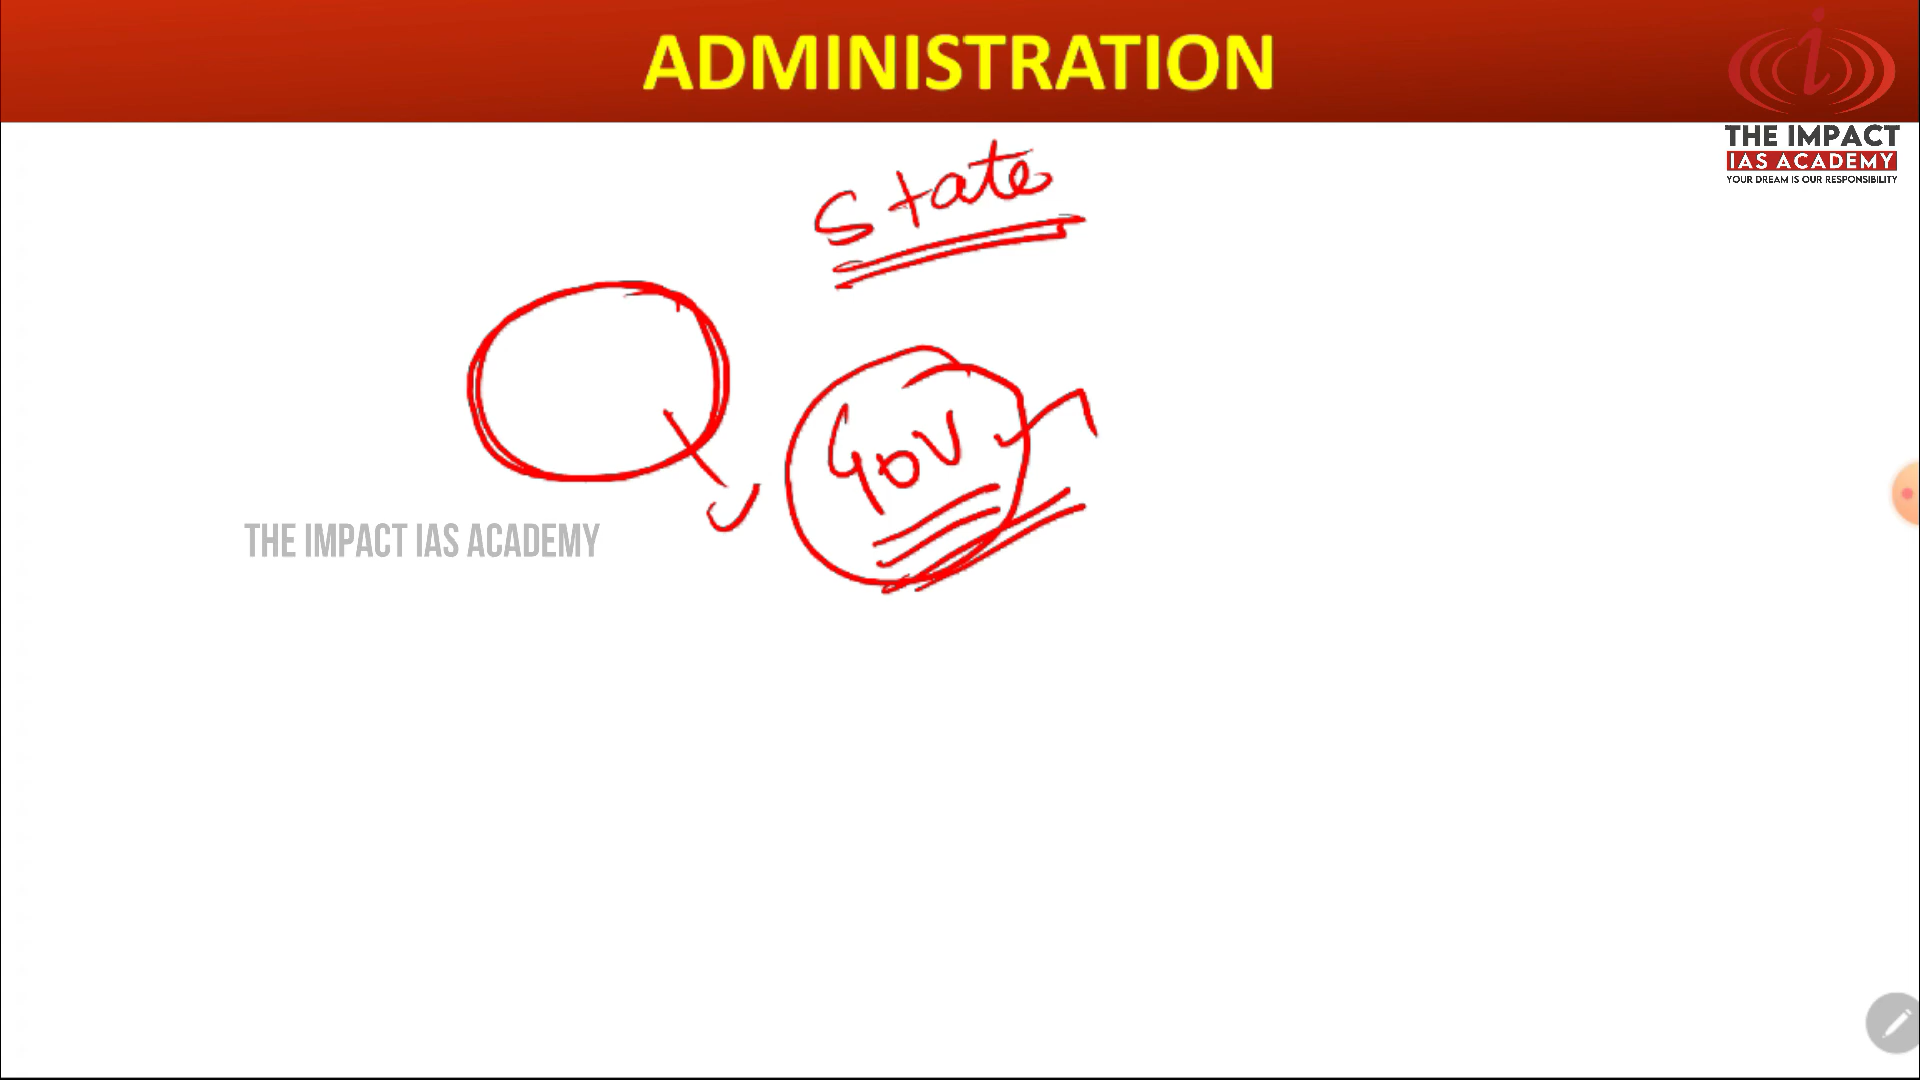 ADMINISTRATION
THE IMPACT
IAS ACADEMY
YOUR DREAM IS OUR RESPONSIBILITY
State
Gov
THE IMPACT IAS ACADEMY